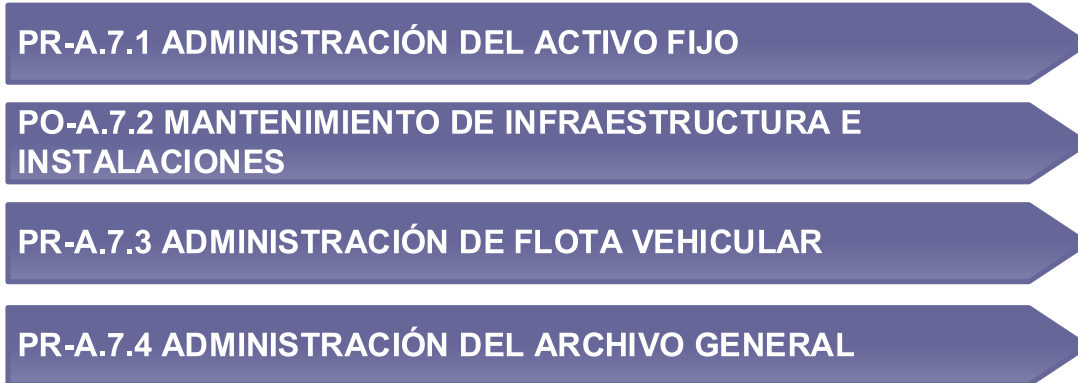 PR-A.7.1 ADMINISTRACIÓN DEL ACTIVO FIJO
PO-A.7.2 MANTENIMIENTO DE INFRAESTRUCTURA E
INSTALACIONES
PR-A.7.3 ADMINISTRACIÓN DE FLOTA VEHICULAR
PR-A.7.4 ADMINISTRACIÓN DEL ARCHIVO GENERAL